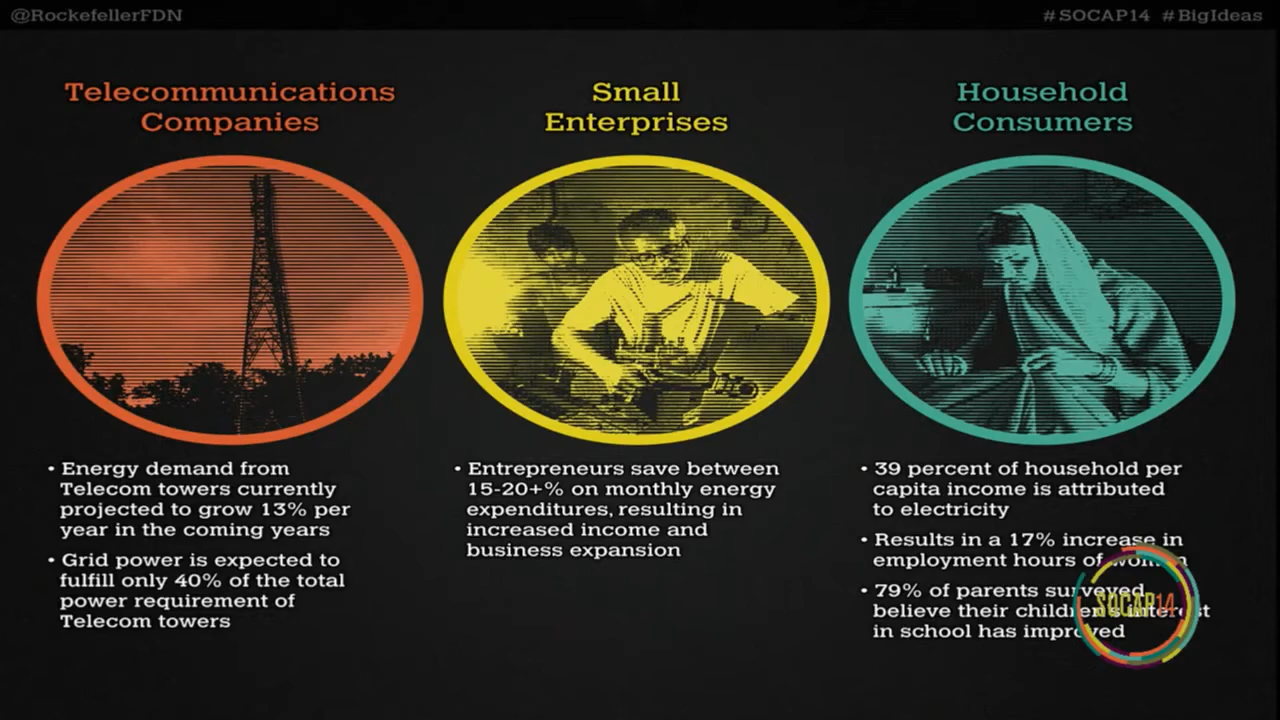 @RockefellerFDN
#SOCAP14 #BigIdeas
Telecommunications
Companies
Small
Enterprises
Household
Consumers
• Energy demand from
Telecom towers currently
projected to grow 13% per
year in the coming years
• Grid power is expected to
fulfill only 40% of the total
power requirement of
Telecom towers
• Entrepreneurs save between
15-20+% on monthly energy
expenditures, resulting in
increased income and
business expansion
• 39 percent of household per
capita income is attributed
to electricity
• Results in a 17% increase in
employment hours of women
• 79% of parents surveyed
believe their children's interest
in school has improved
SOCAP14